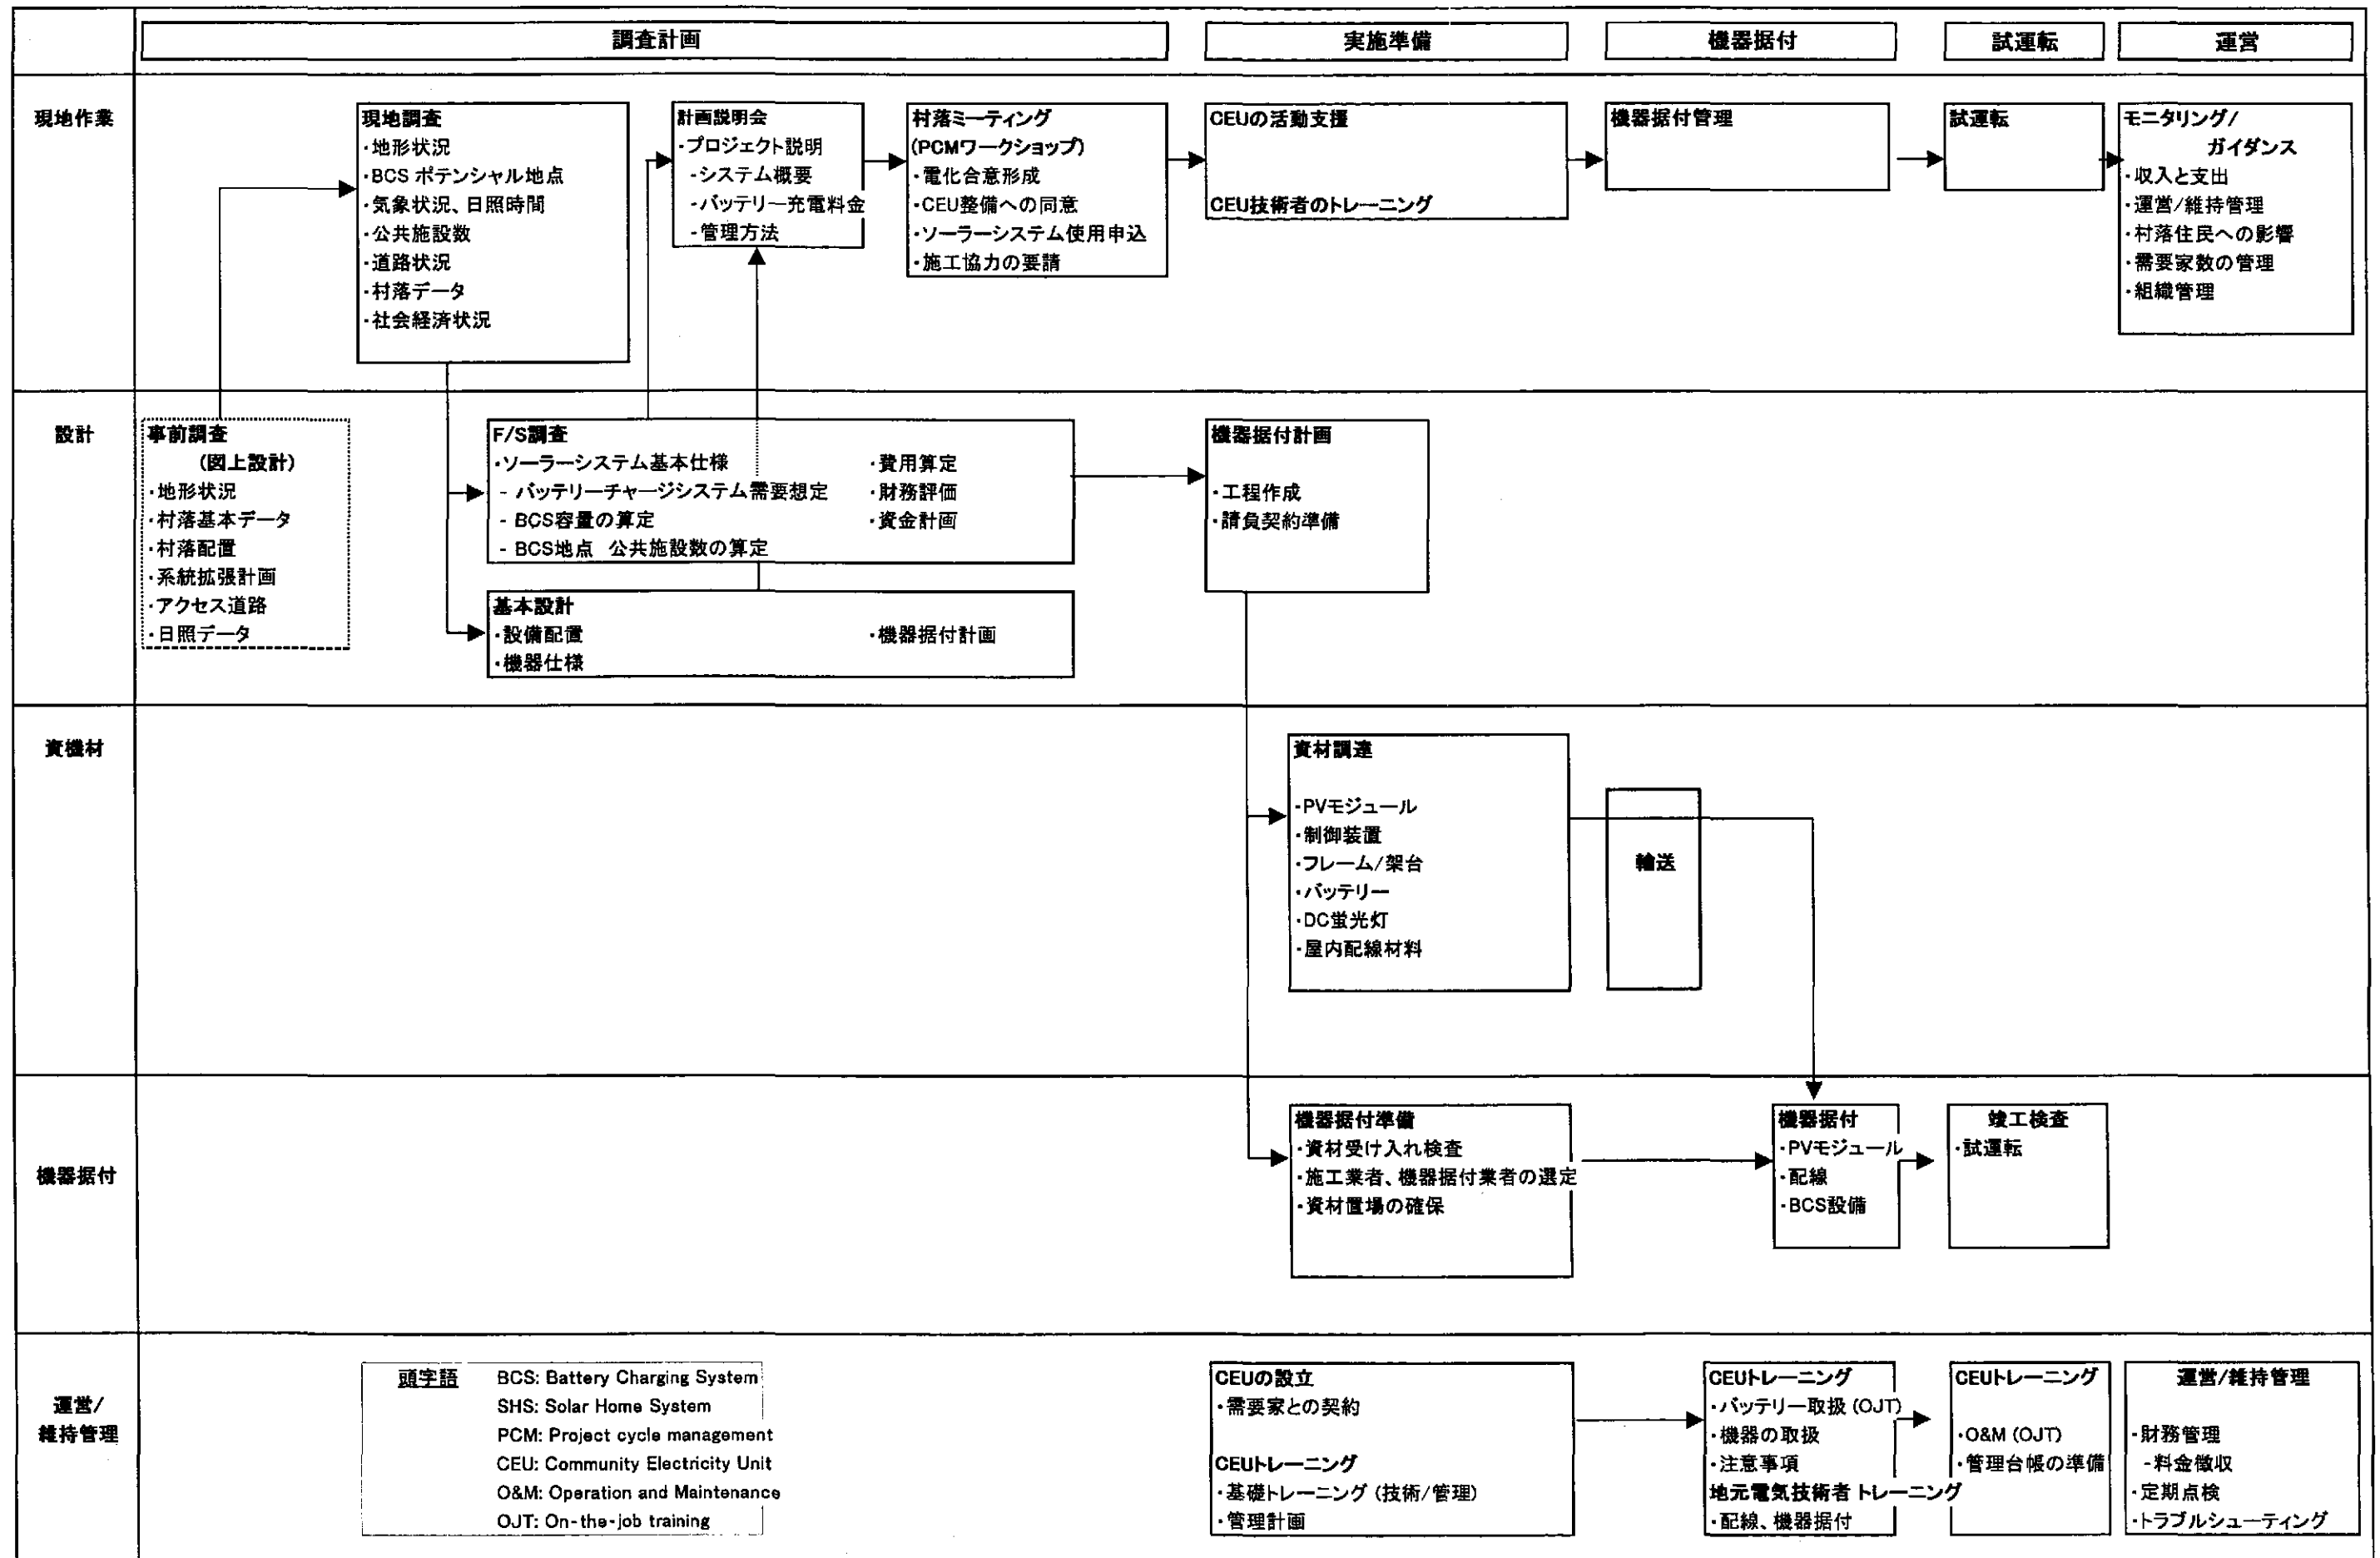 調査計画
実施準備
機器据付
試運転
運営
現地作業
現地調査
・地形状況
・BCS ポテンシャル地点
・気象状況、日照時間
・公共施設数
・道路状況
・村落データ
・社会経済状況
計画説明会
・プロジェクト説明
-システム概要
-バッテリー充電料金
-管理方法
村落ミーティング
(PCMワークショップ)
・電化合意形成
・CEU整備への同意
・ソーラーシステム使用申込
・施工協力の要請
CEUの活動支援
CEU技術者のトレーニング
機器据付管理
試運転
モニタリング/
ガイダンス
・収入と支出
・運営/維持管理
・村落住民への影響
・需要家数の管理
・組織管理
設計
事前調査
(図上設計)
・地形状況
・村落基本データ
・村落配置
・系統拡張計画
・アクセス道路
・日照データ
F/S調査
・ソーラーシステム基本仕様
- バッテリーチャージシステム需要想定
- BCS容量の算定
- BCS地点 公共施設数の算定
・費用算定
・財務評価
・資金計画
基本設計
・設備配置
・機器仕様
・機器据付計画
機器据付計画
・工程作成
・請負契約準備
資機材
資材調達
・PVモジュール
・制御装置
・フレーム/架台
・バッテリー
・DC蛍光灯
・屋内配線材料
輸送
機器据付
機器据付準備
・資材受け入れ検査
・施工業者、機器据付業者の選定
・資材置場の確保
機器据付
・PVモジュール
・配線
・BCS設備
竣工検査
・試運転
運営/
維持管理
頭字語
BCS: Battery Charging System
SHS: Solar Home System
PCM: Project cycle management
CEU: Community Electricity Unit
O&M: Operation and Maintenance
OJT: On-the-job training
CEUの設立
・需要家との契約
CEUトレーニング
・基礎トレーニング (技術/管理)
・管理計画
CEUトレーニング
・バッテリー取扱 (OJT)
・機器の取扱
・注意事項
地元電気技術者 トレーニング
・配線、機器据付
CEUトレーニング
・O&M (OJT)
・管理台帳の準備
運営/維持管理
・財務管理
-料金徴収
・定期点検
・トラブルシューティング